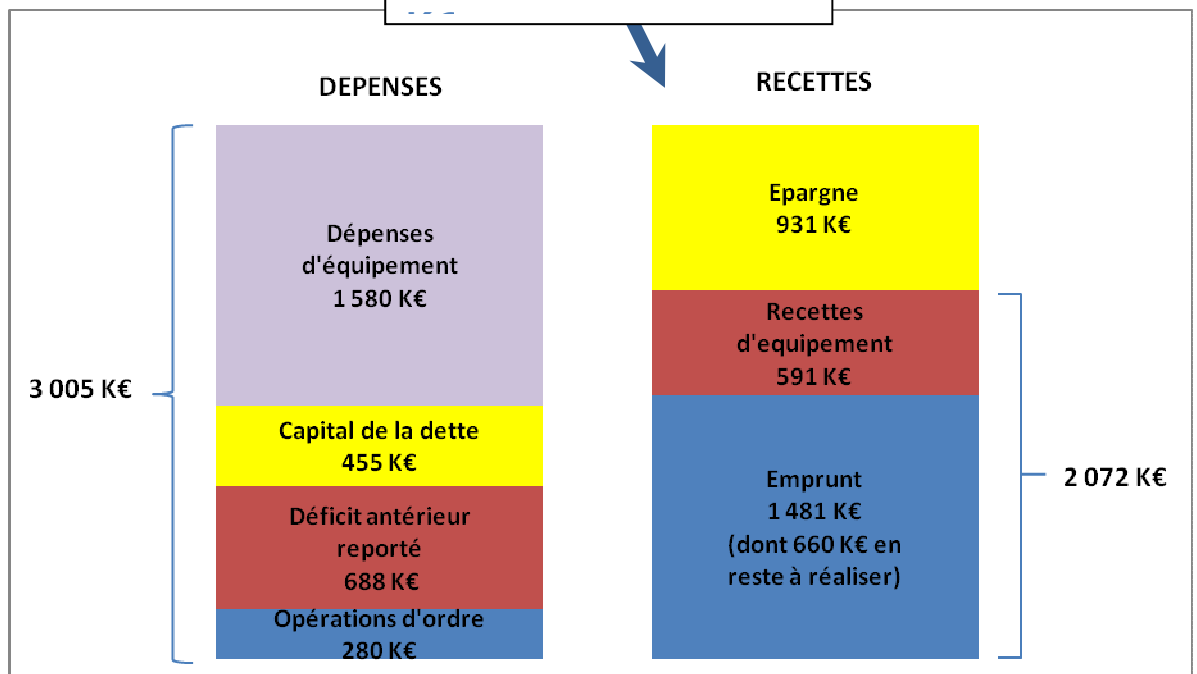 DEPENSES
RECETTES
Dépenses
d'équipement
1 580 K€
Capital de la dette
455 K€
Déficit antérieur
reporté
688 K€
Opérations d'ordre
280 K€
3 005 K€
Epargne
931 K€
Recettes
d'equipement
591 K€
Emprunt
1 481 K€
(dont 660 K€ en
reste à réaliser)
2 072 K€